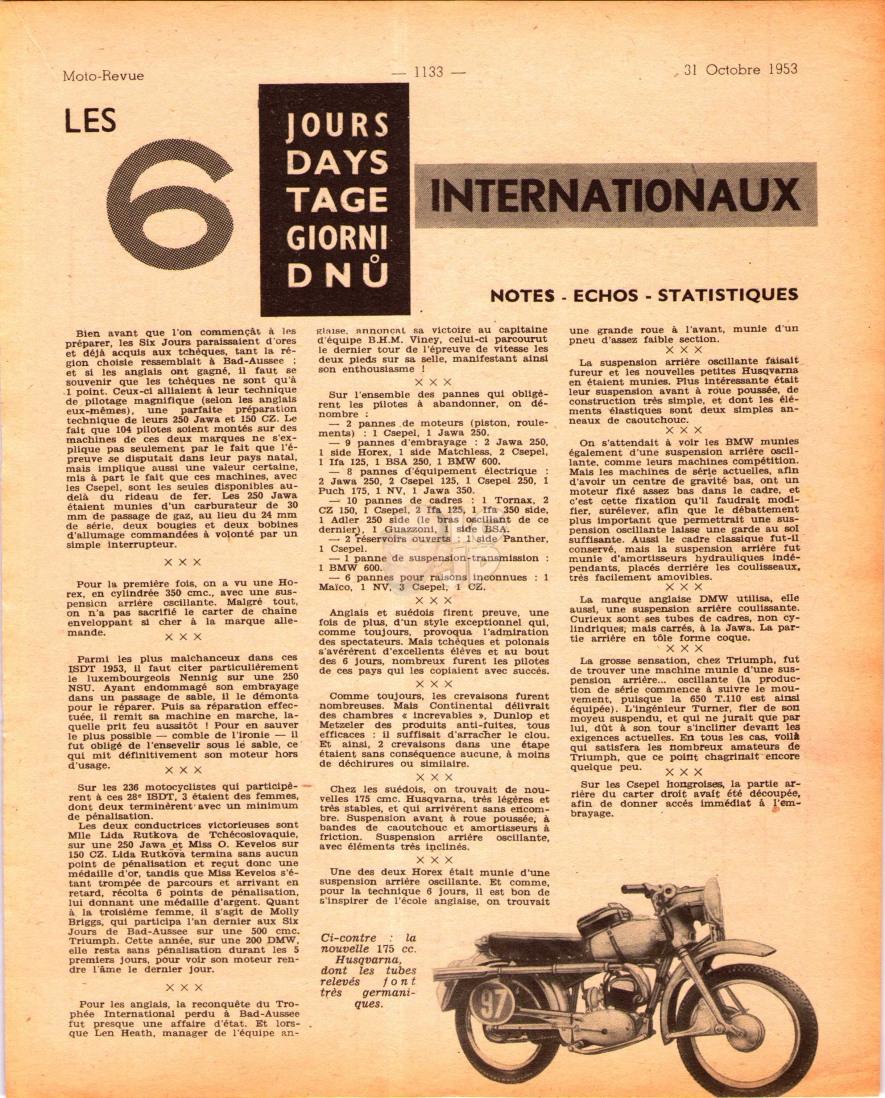 Moto-Revue
— 1133 —
31 Octobre 1953
LES
6
JOURS
DAYS
TAGE
GIORNI
DNŮ
INTERNATIONAUX
NOTES - ECHOS - STATISTIQUES
Bien avant que l'on commençât à les
préparer, les Six Jours paraissaient d'ores
et déjà acquis aux tchèques, tant la ré-
gion choisie ressemblait à Bad-Aussee ;
et si les anglais ont gagné, il faut se
souvenir que les tchèques ne sont qu'à
1 point. Ceux-ci alliaient à leur technique
de pilotage magnifique (selon les anglais
eux-mêmes), une parfaite préparation
technique de leurs 250 Jawa et 150 CZ. Le
fait que 104 pilotes soient montés sur des
machines de ces deux marques ne s'ex-
plique pas seulement par le fait que l'é-
preuve se disputait dans leur pays natal,
mais implique aussi une valeur certaine,
mis à part le fait que ces machines, avec
les Csepel, sont les seules disponibles au-
delà du rideau de fer. Les 250 Jawa
étaient munies d'un carburateur de 30
mm de passage de gaz, au lieu du 24 mm
de série, deux bougies et deux bobines
d'allumage commandées à volonté par un
simple interrupteur.
× × ×
Pour la première fois, on a vu une Ho-
rex, en cylindrée 350 cmc., avec une sus-
pension arrière oscillante. Malgré tout,
on n'a pas sacrifié le carter de chaîne
enveloppant si cher à la marque alle-
mande.
× × ×
Parmi les plus malchanceux dans ces
ISDT 1953, il faut citer particulièrement
le luxembourgeois Nennig sur une 250
NSU. Ayant endommagé son embrayage
dans un passage de sable, il le démonta
pour le réparer. Puis sa réparation effec-
tuée, il remit sa machine en marche, la-
quelle prit feu aussitôt ! Pour en sauver
le plus possible — comble de l'ironie — il
fut obligé de l'ensevelir sous le sable, ce
qui mit définitivement son moteur hors
d'usage.
× × ×
Sur les 236 motocyclistes qui participè-
rent à ces 28e ISDT, 3 étaient des femmes,
dont deux terminèrent avec un minimum
de pénalisation.
Les deux conductrices victorieuses sont
Mlle Lida Rutkova de Tchécoslovaquie,
sur une 250 Jawa et Miss O. Kevelos sur
150 CZ. Lida Rutkova termina sans aucun
point de pénalisation et reçut donc une
médaille d'or, tandis que Miss Kevelos s'é-
tant trompée de parcours et arrivant en
retard, récolta 6 points de pénalisation,
lui donnant une médaille d'argent. Quant
à la troisième femme, il s'agit de Molly
Briggs, qui participa l'an dernier aux Six
Jours de Bad-Aussee sur une 500 cmc.
Triumph. Cette année, sur une 200 DMW,
elle resta sans pénalisation durant les 5
premiers jours, pour voir son moteur ren-
dre l'âme le dernier jour.
× × ×
Pour les anglais, la reconquête du Tro-
phée International perdu à Bad-Aussee
fut presque une affaire d'état. Et lors-
que Len Heath, manager de l'équipe an-
glaise, annonçat sa victoire au capitaine
d'équipe B.H.M. Viney, celui-ci parcourut
le dernier tour de l'épreuve de vitesse les
deux pieds sur sa selle, manifestant ainsi
son enthousiasme !
× × ×
Sur l'ensemble des pannes qui obligè-
rent les pilotes à abandonner, on dé-
nombre :
— 2 pannes de moteurs (piston, roule-
ments) : 1 Csepel, 1 Jawa 250.
— 9 pannes d'embrayage : 2 Jawa 250,
1 side Horex, 1 side Matchless, 2 Csepel,
1 Ifa 125, 1 BSA 250, 1 BMW 600.
— 8 pannes d'équipement électrique :
2 Jawa 250, 2 Csepel 125, 1 Csepel 250, 1
Puch 175, 1 NV, 1 Jawa 350.
— 10 pannes de cadres : 1 Tornax, 2
CZ 150, 1 Csepel, 2 Ifa 125, 1 Ifa 350 side,
1 Adler 250 side (le bras oscillant de ce
dernier), 1 Guazzoni, 1 side BSA.
— 2 réservoirs ouverts : 1 side Panther,
1 Csepel.
— 1 panne de suspension-transmission :
1 BMW 600.
— 6 pannes pour raisons inconnues : 1
Maïco, 1 NV, 3 Csepel, 1 CZ.
× × ×
Anglais et suédois firent preuve, une
fois de plus, d'un style exceptionnel qui,
comme toujours, provoqua l'admiration
des spectateurs. Mais tchèques et polonais
s'avérèrent d'excellents élèves et au bout
des 6 jours, nombreux furent les pilotes
de ces pays qui les copiaient avec succès.
× × ×
Comme toujours, les crevaisons furent
nombreuses. Mais Continental délivrait
des chambres « increvables », Dunlop et
Metzeler des produits anti-fuites, tous
efficaces : il suffisait d'arracher le clou.
Et ainsi, 2 crevaisons dans une étape
étaient sans conséquence aucune, à moins
de déchirures ou similaire.
× × ×
Chez les suédois, on trouvait de nou-
velles 175 cmc. Husqvarna, très légères et
très stables, et qui arrivèrent sans encom-
bre. Suspension avant à roue poussée, à
bandes de caoutchouc et amortisseurs à
friction. Suspension arrière oscillante,
avec éléments très inclinés.
× × ×
Une des deux Horex était munie d'une
suspension arrière oscillante. Et comme,
pour la technique 6 jours, il est bon de
s'inspirer de l'école anglaise, on trouvait
une grande roue à l'avant, munie d'un
pneu d'assez faible section.
× × ×
La suspension arrière oscillante faisait
fureur et les nouvelles petites Husqvarna
en étaient munies. Plus intéressante était
leur suspension avant à roue poussée, de
construction très simple, et dont les élé-
ments élastiques sont deux simples an-
neaux de caoutchouc.
× × ×
On s'attendait à voir les BMW munies
également d'une suspension arrière oscil-
lante, comme leurs machines compétition.
Mais les machines de série actuelles, afin
d'avoir un centre de gravité bas, ont un
moteur fixé assez bas dans le cadre, et
c'est cette fixation qu'il faudrait modi-
fier, surélever, afin que le débattement
plus important que permettrait une sus-
pension oscillante laisse une garde au sol
suffisante. Aussi le cadre classique fut-il
conservé, mais la suspension arrière fut
munie d'amortisseurs hydrauliques indé-
pendants, placés derrière les coulisseaux,
très facilement amovibles.
× × ×
La marque anglaise DMW utilisa, elle
aussi, une suspension arrière coulissante.
Curieux sont ses tubes de cadres, non cy-
lindriques; mais carrés, à la Jawa. La par-
tie arrière en tôle forme coque.
× × ×
La grosse sensation, chez Triumph, fut
de trouver une machine munie d'une sus-
pension arrière... oscillante (la produc-
tion de série commence à suivre le mou-
vement, puisque la 650 T.110 est ainsi
équipée). L'ingénieur Turner, fier de son
moyeu suspendu, et qui ne jurait que par
lui, dût à son tour s'incliner devant les
exigences actuelles. En tous les cas, voilà
qui satisfera les nombreux amateurs de
Triumph, que ce point chagrinait encore
quelque peu.
× × ×
Sur les Csepel hongroises, la partie ar-
rière du carter droit avait été découpée,
afin de donner accés immédiat à l'em-
brayage.
Ci-contre : la
nouvelle 175 cc.
Husqvarna,
dont les tubes
relevés font
très germani-
ques.
97